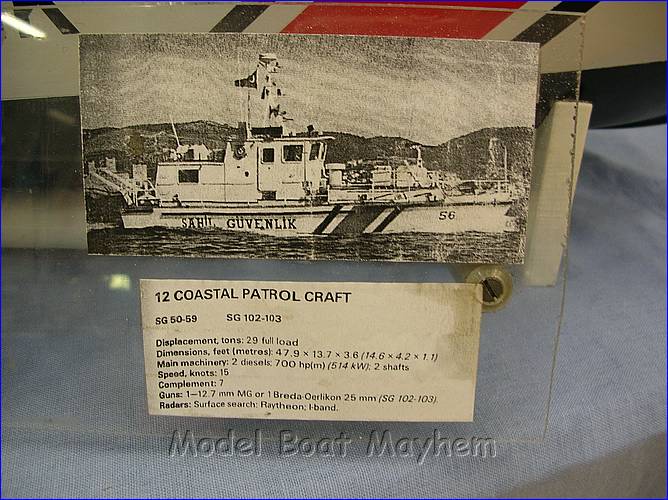 SAHİL GÜVENLİK
56
12 COASTAL PATROL CRAFT
SG 50-59 SG 102-103
Displacement, tons: 29 full load
Dimensions, feet (metres): 47.9 × 13.7 × 3.6 (14.6 × 4.2 × 1.1)
Main machinery: 2 diesels; 700 hp(m) (514 kW); 2 shafts
Speed, knots: 15
Complement: 7
Guns: 1—12.7 mm MG or 1 Breda-Oerlikon 25 mm (SG 102-103).
Radars: Surface search: Raytheon; I-band.
Model Boat Mayhem